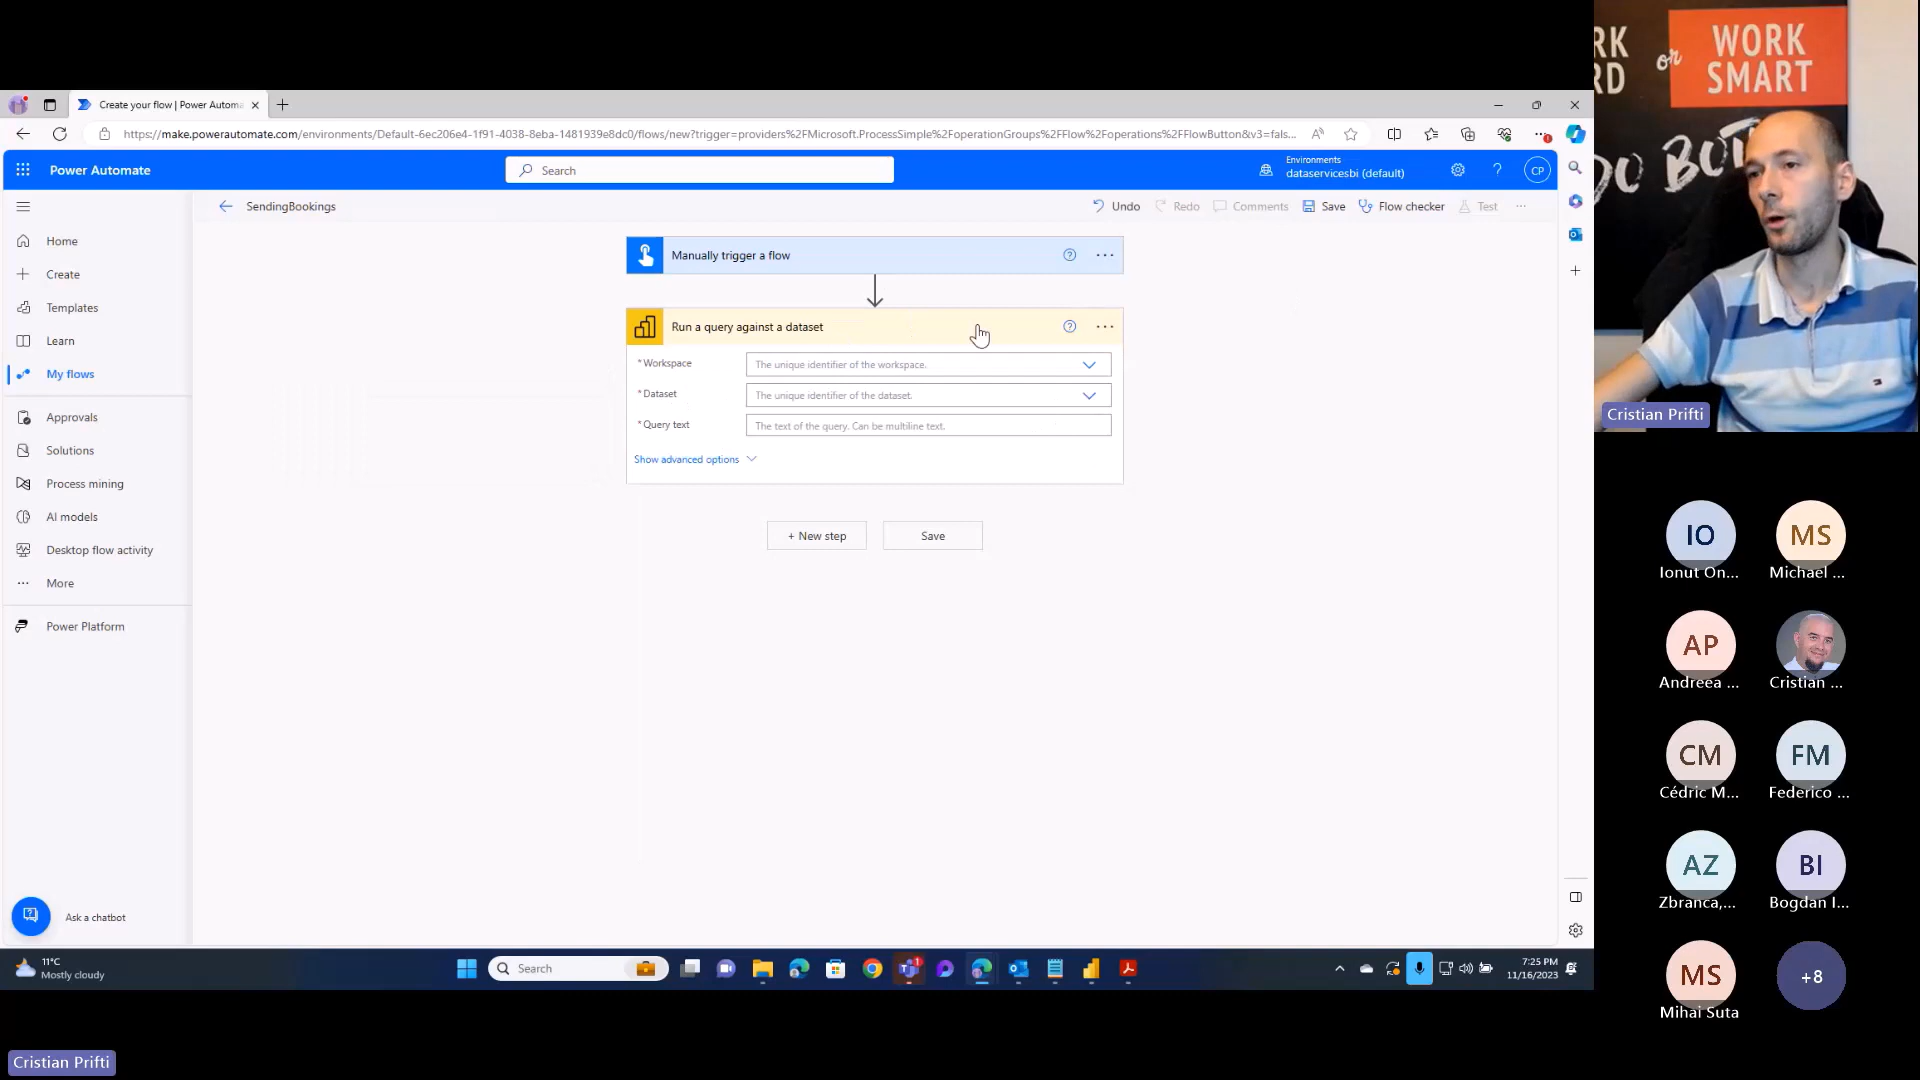 RK
RD
or
WORK
SMART
DO BOT
Create your flow | Power Autom
https://make.powerautomate.com/environments/Default-6ec206e4-1f91-4038-8eba-1481939e8dc0/flows/new?trigger=providers%2FMicrosoft.ProcessSimple%2FoperationGroups%2FFlow%2Foperations%2FFlowButton&v3=fals...
Power Automate
Search
Environments
dataservicesbi (default)
CP
SendingBookings
Undo
Redo
Comments
Save
Flow checker
Test
Home
Create
Templates
Learn
My flows
Approvals
Solutions
Process mining
AI models
Desktop flow activity
More
Power Platform
Ask a chatbot
Manually trigger a flow
Run a query against a dataset
* Workspace
The unique identifier of the workspace.
* Dataset
The unique identifier of the dataset.
* Query text
The text of the query. Can be multiline text.
Show advanced options
+ New step
Save
Cristian Prifti
IO
Ionut On...
MS
Michael ...
AP
Andreea ...
Cristian ...
CM
Cédric M...
FM
Federico ...
AZ
Zbranca,...
BI
Bogdan I...
MS
Mihai Suta
+8
11°C
Mostly cloudy
Search
7:25 PM
11/16/2023
Cristian Prifti